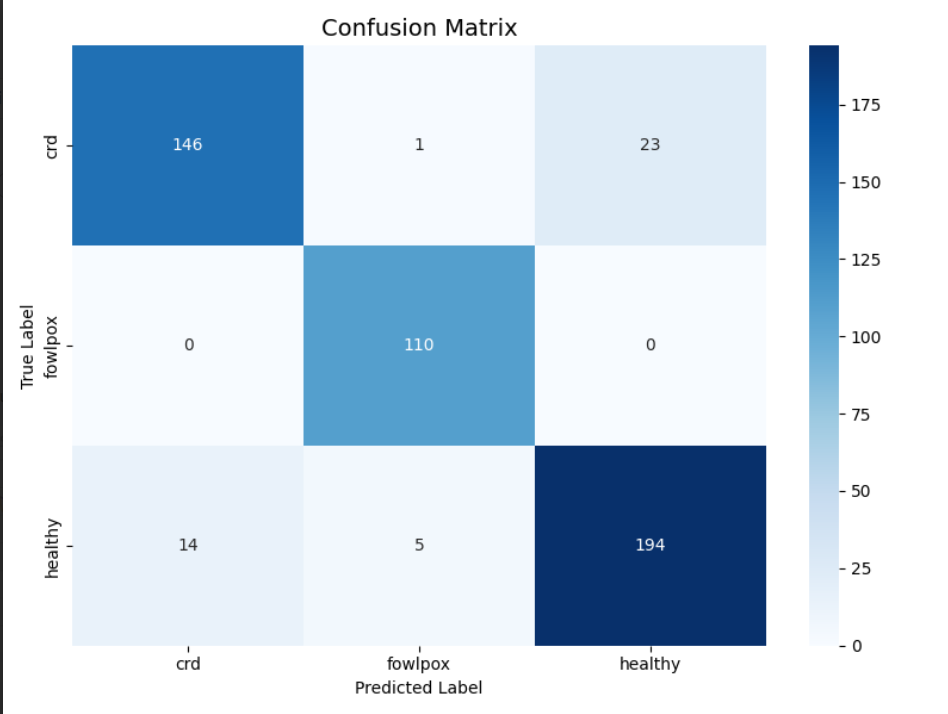 Confusion Matrix
True Label
crd
146
1
23
fowlpox
0
110
0
healthy
14
5
194
crd
fowlpox
healthy
Predicted Label
175
150
125
100
75
50
25
0